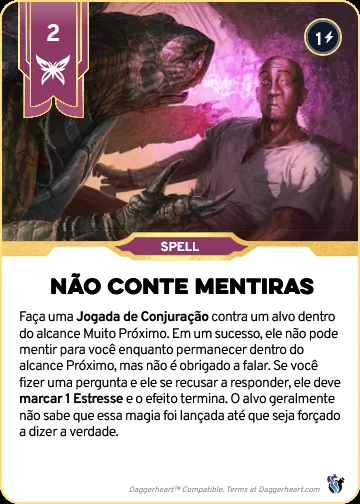 2
1
SPELL
NÃO CONTE MENTIRAS
Faça uma Jogada de Conjuração contra um alvo dentro
do alcance Muito Próximo. Em um sucesso, ele não pode
mentir para você enquanto permanecer dentro do
alcance Próximo, mas não é obrigado a falar. Se você
fizer uma pergunta e ele se recusar a responder, ele deve
marcar 1 Estresse e o efeito termina. O alvo geralmente
não sabe que essa magia foi lançada até que seja forçado
a dizer a verdade.
Daggerheart™ Compatible. Terms at Daggerheart.com